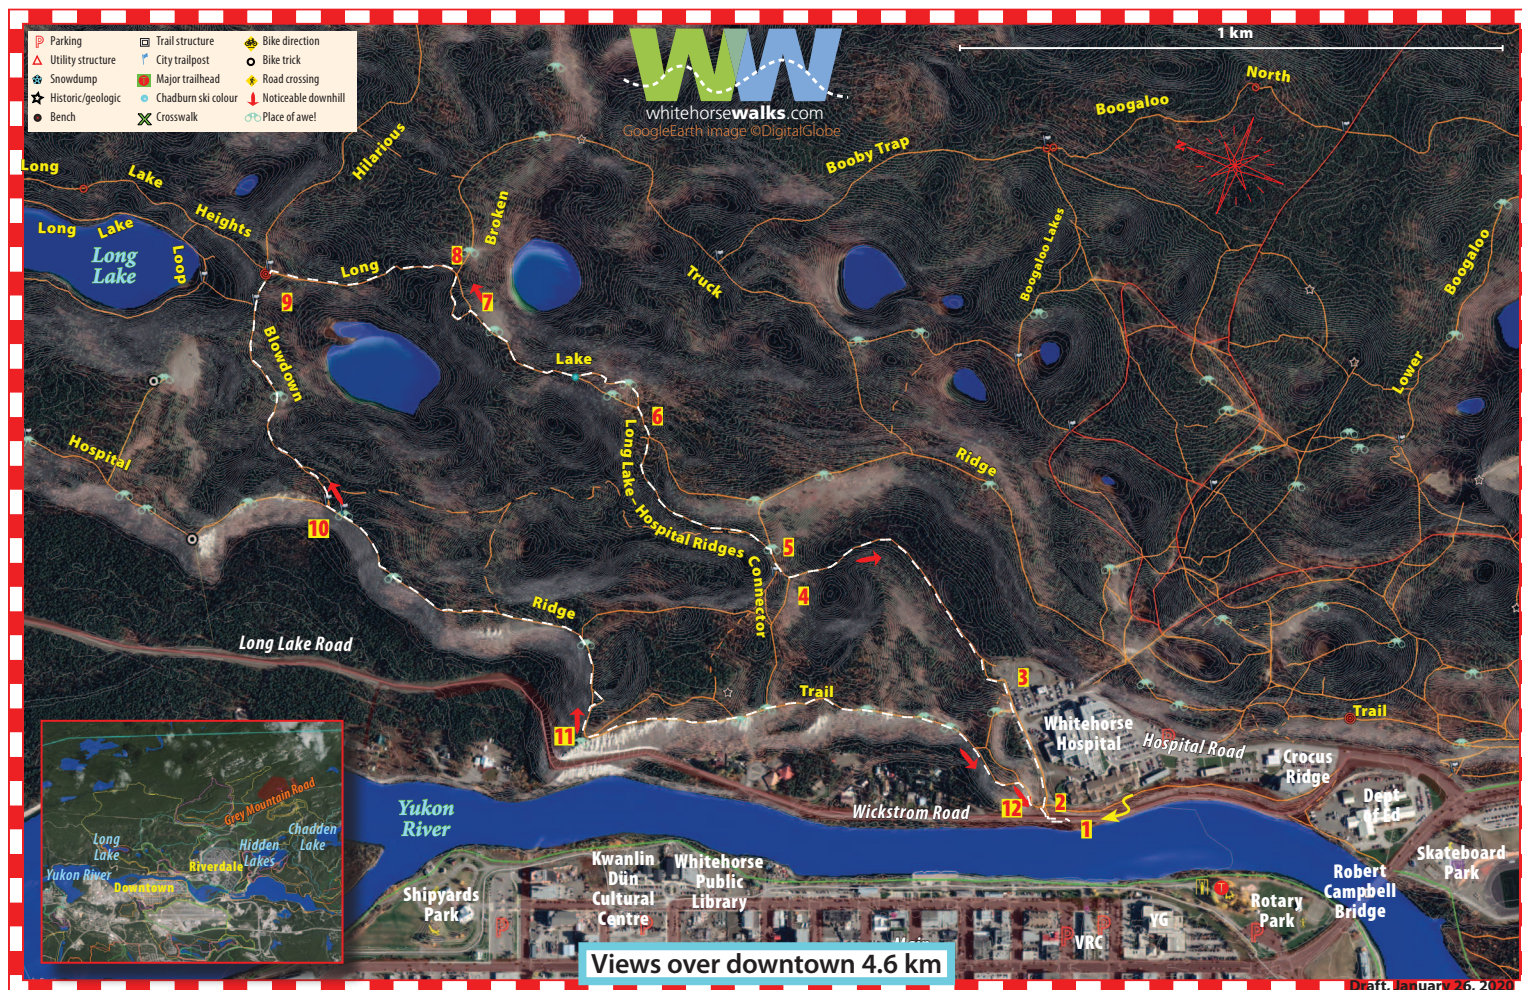 Parking
Utility structure
Snowdump
Historic/geologic
Bench
Trail structure
City trailpost
Major trailhead
Chadburn ski colour
Crosswalk
Bike direction
Bike trick
Road crossing
Noticeable downhill
Place of awe!
WW
whitehorsewalks.com
GoogleEarth image ©DigitalGlobe
1 km
North
Boogaloo
Booby Trap
Hilarious
Long
Lake
Heights
Long Lake
Loop
Long
Lake
Broken
Truck
Boogaloo Lakes
Boogaloo
Lower
N
8
7
9
Long
Lake
6
Blowdown
Hospital
10
Long Lake – Hospital Ridges Connector
Ridge
5
4
Ridge
Long Lake Road
3
Trail
Trail
11
Whitehorse
Hospital
Hospital Road
Crocus
Ridge
Dept
of Ed
12
2
1
Wickstrom Road
Yukon
River
Skateboard
Park
Robert
Campbell
Bridge
Kwanlin
Dün
Cultural
Centre
Whitehorse
Public
Library
Shipyards
Park
Rotary
Park
YG
VRC
Main
Grey Mountain Road
Long
Lake
Hidden
Lakes
Chadden
Lake
Riverdale
Yukon River
Downtown
Views over downtown 4.6 km
Draft, January 26, 2020